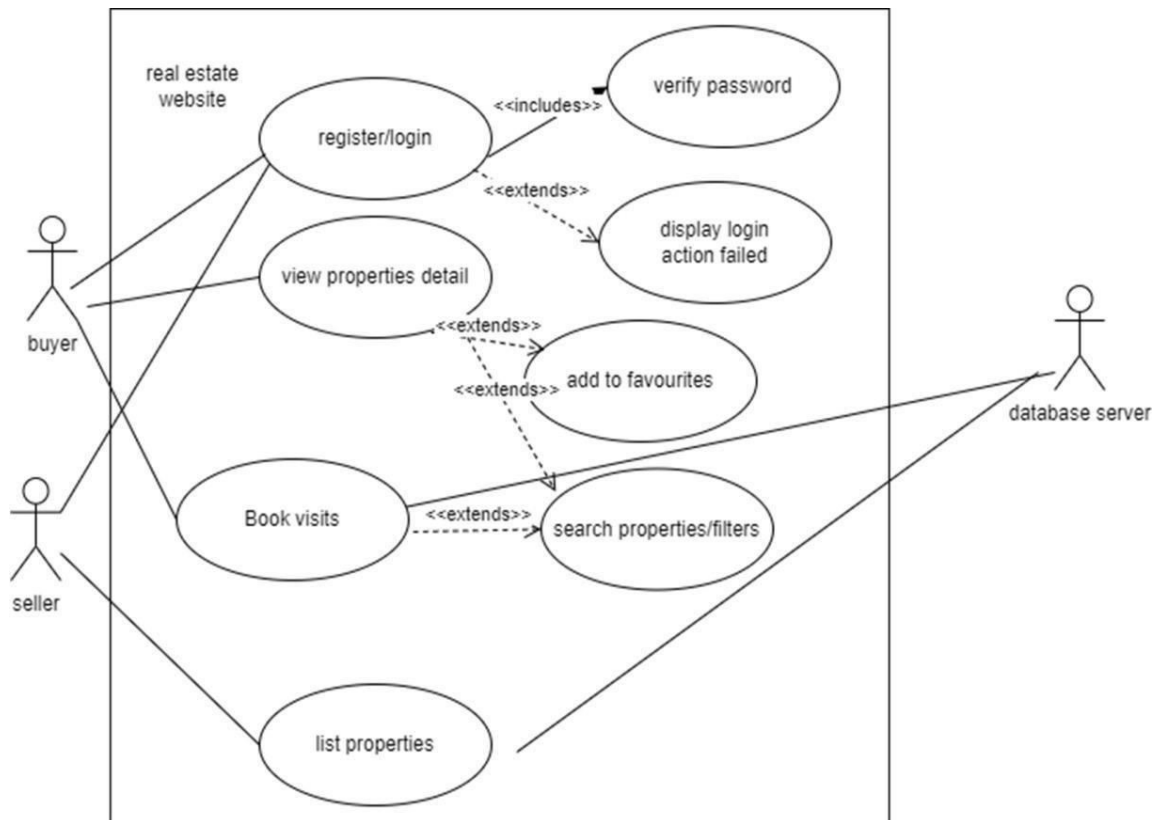 real estate
website
verify password
<<includes>>
register/login
<<extends>>
display login
action failed
view properties detail
<<extends>>
buyer
<<extends>>
add to favourites
database server
Book visits
<<extends>>
search properties/filters
seller
list properties